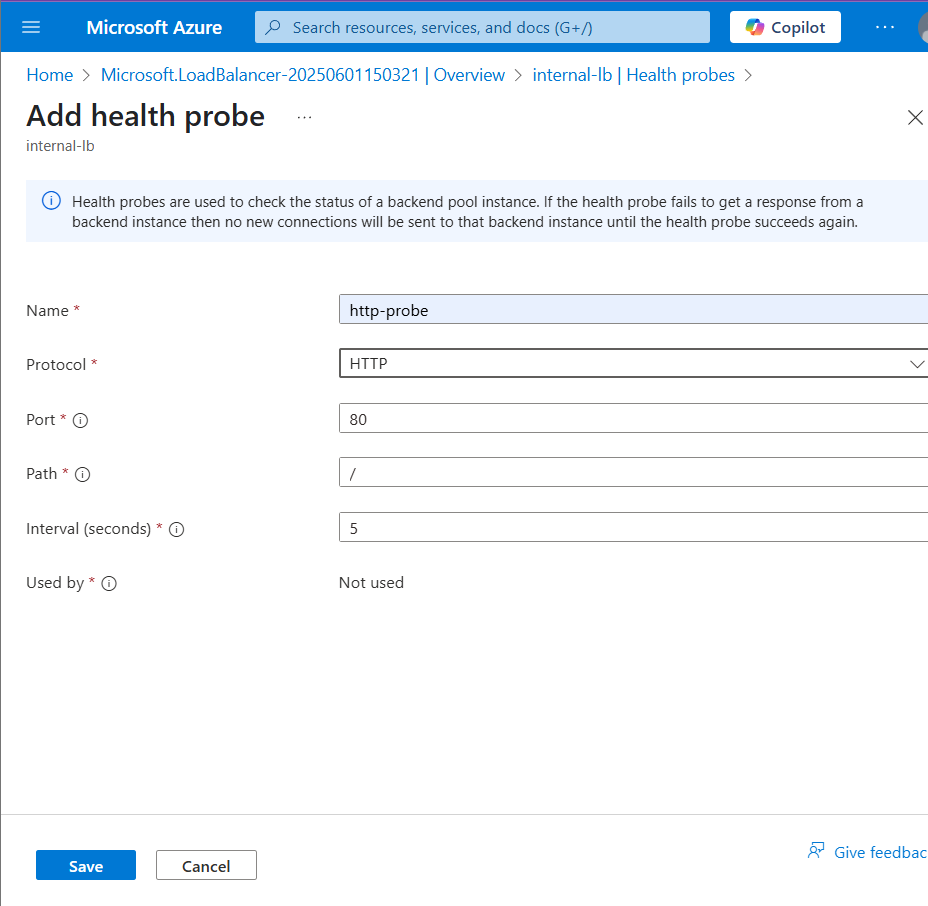 Microsoft Azure
Search resources, services, and docs (G+/)
Copilot
...
Home > Microsoft.LoadBalancer-20250601150321 | Overview > internal-lb | Health probes >
Add health probe ...
internal-lb
Health probes are used to check the status of a backend pool instance. If the health probe fails to get a response from a
backend instance then no new connections will be sent to that backend instance until the health probe succeeds again.
Name * http-probe
Protocol * HTTP
Port * 80
Path * /
Interval (seconds) * 5
Used by * Not used
Save
Cancel
Give feedbac